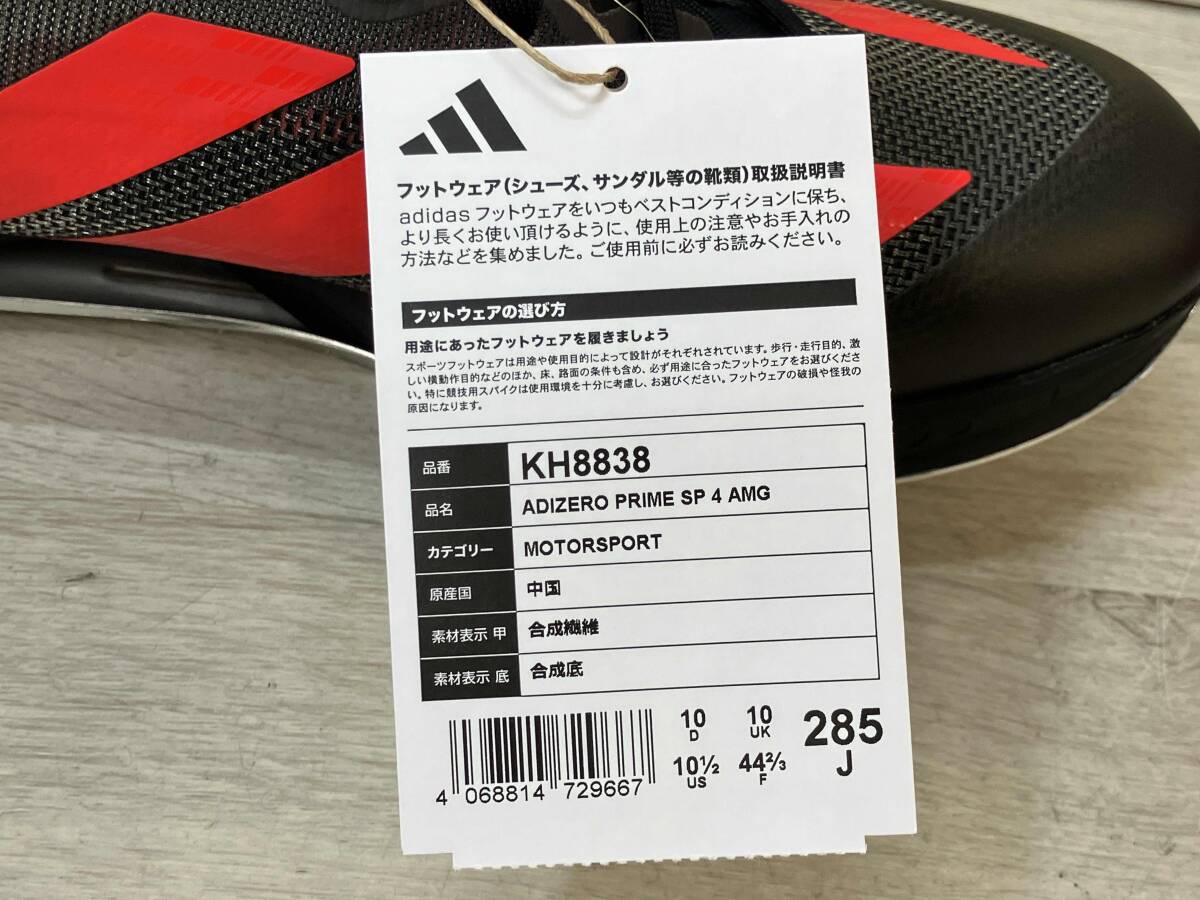 フットウェア(シューズ、サンダル等の靴類)取扱説明書
adidas フットウェアをいつもベストコンディションに保ち、
より長くお使い頂けるように、使用上の注意やお手入れの
方法などを集めました。ご使用前に必ずお読みください。
フットウェアの選び方
用途にあったフットウェアを履きましょう
スポーツフットウェアは用途や使用目的によって設計がそれぞれされています。歩行・走行目的、激
しい横動作目的などのほか、床、路面の条件も含め、必ず用途に合ったフットウェアをお選びくださ
い。特に競技用スパイクは使用環境を十分に考慮し、お選びください。フットウェアの破損や怪我の
原因になります。
品番 KH8838
品名 ADIZERO PRIME SP 4 AMG
カテゴリー MOTORSPORT
原産国 中国
素材表示 甲 合成繊維
素材表示 底 合成底
10 D 10 UK 285 J
10½ US 44⅔ F
4 068814 729667